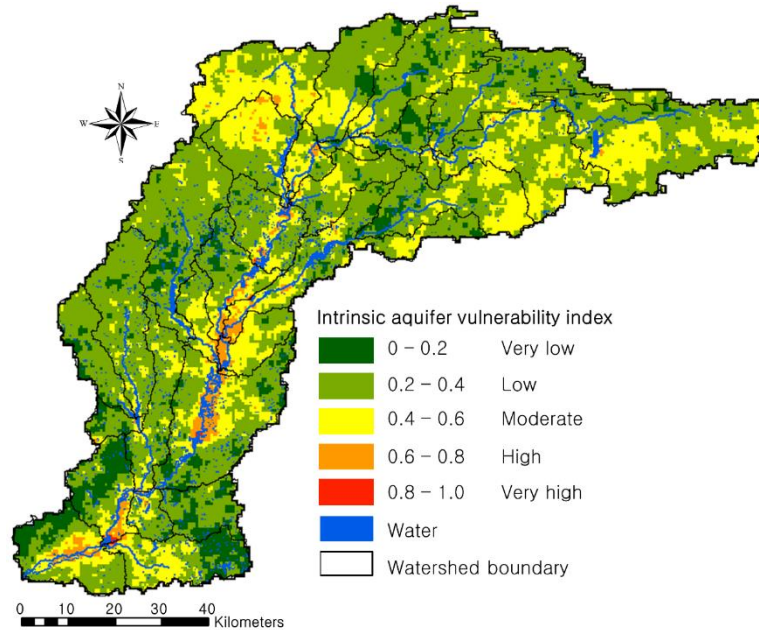 N
W E
S
Intrinsic aquifer vulnerability index
0 – 0.2 Very low
0.2 – 0.4 Low
0.4 – 0.6 Moderate
0.6 – 0.8 High
0.8 – 1.0 Very high
Water
Watershed boundary
0 10 20 30 40
Kilometers